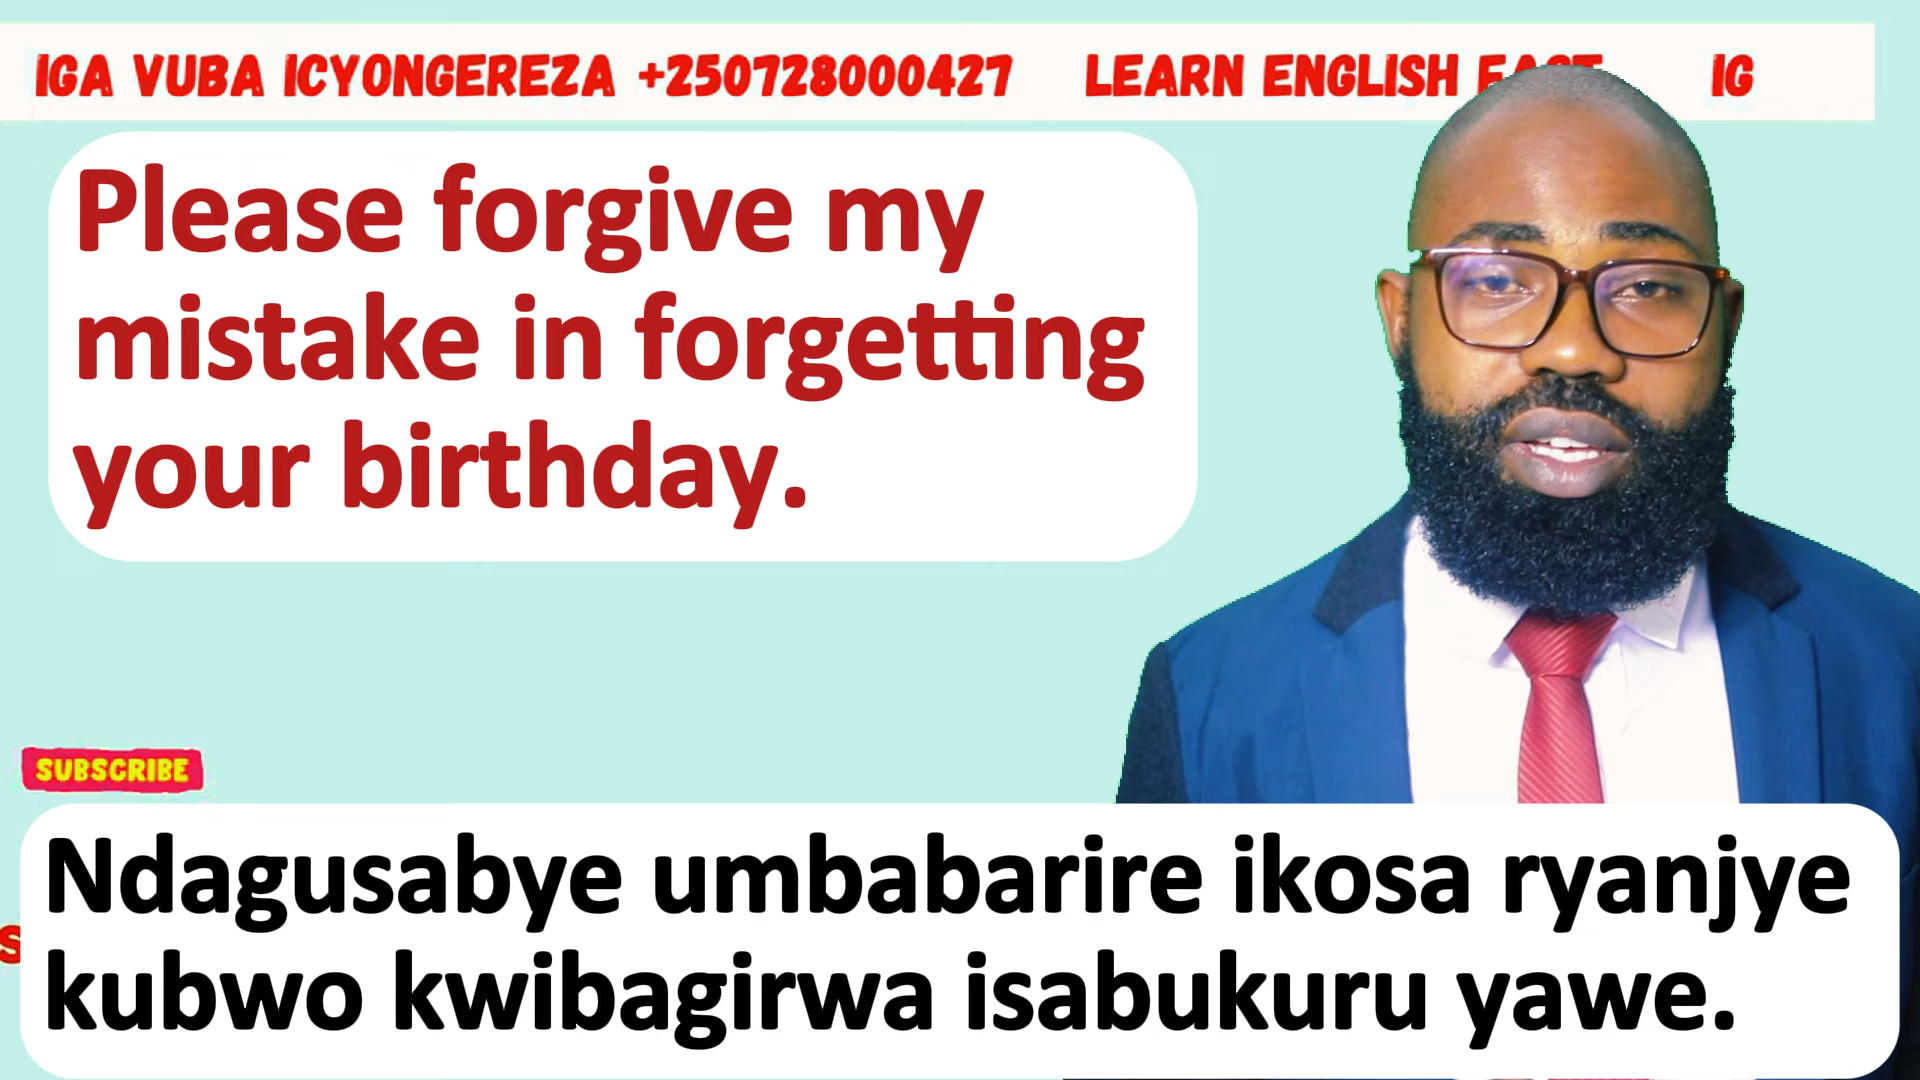 IGA VUBA ICYONGEREZA +250728000427 LEARN ENGLISH IG
Please forgive my
mistake in forgetting
your birthday.
SUBSCRIBE
Ndagusabye umbabarire ikosa ryanjye
kubwo kwibagirwa isabukuru yawe.